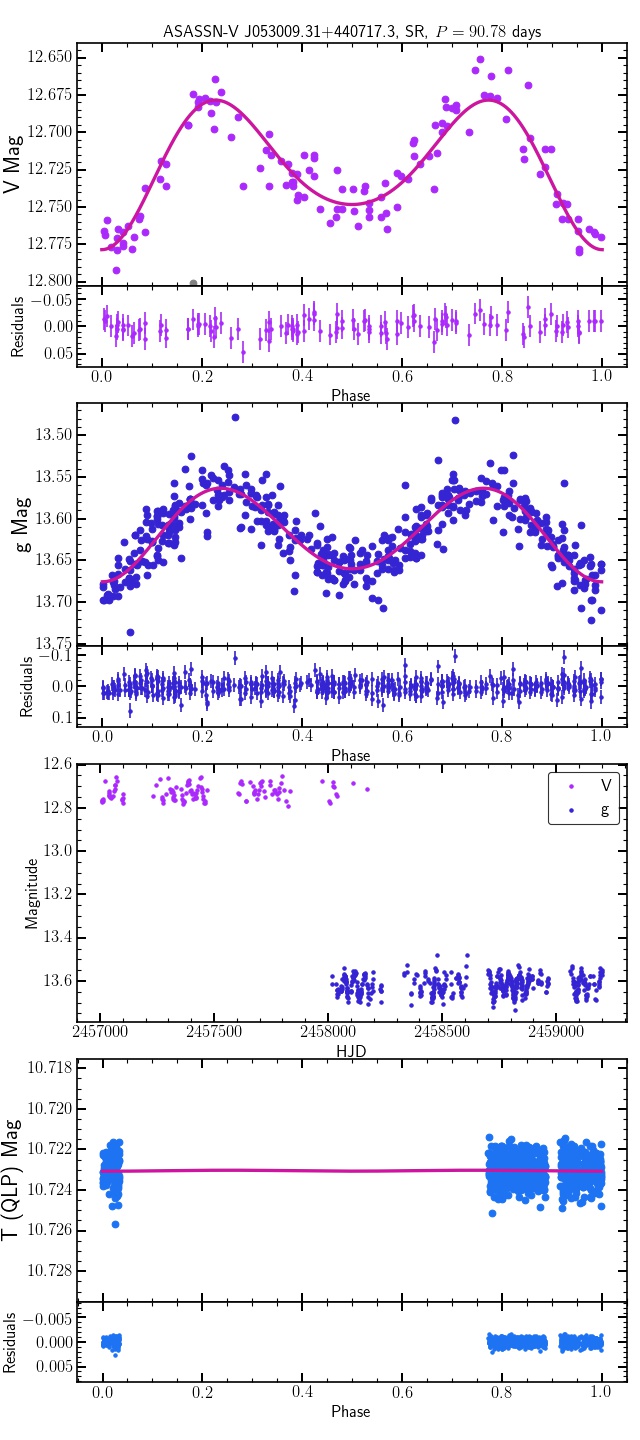 ASASSN-V J053009.31+440717.3, SR, P = 90.78 days
V Mag
12.650
12.675
12.700
12.725
12.750
12.775
12.800
Residuals
−0.05
0.00
0.05
0.0 0.2 0.4 0.6 0.8 1.0
Phase
g Mag
13.50
13.55
13.60
13.65
13.70
13.75
Residuals
−0.1
0.0
0.1
0.0 0.2 0.4 0.6 0.8 1.0
Phase
Magnitude
12.6
12.8
13.0
13.2
13.4
13.6
V
g
2457000 2457500 2458000 2458500 2459000
HJD
T (QLP) Mag
10.718
10.720
10.722
10.724
10.726
10.728
Residuals
−0.005
0.000
0.005
0.0 0.2 0.4 0.6 0.8 1.0
Phase